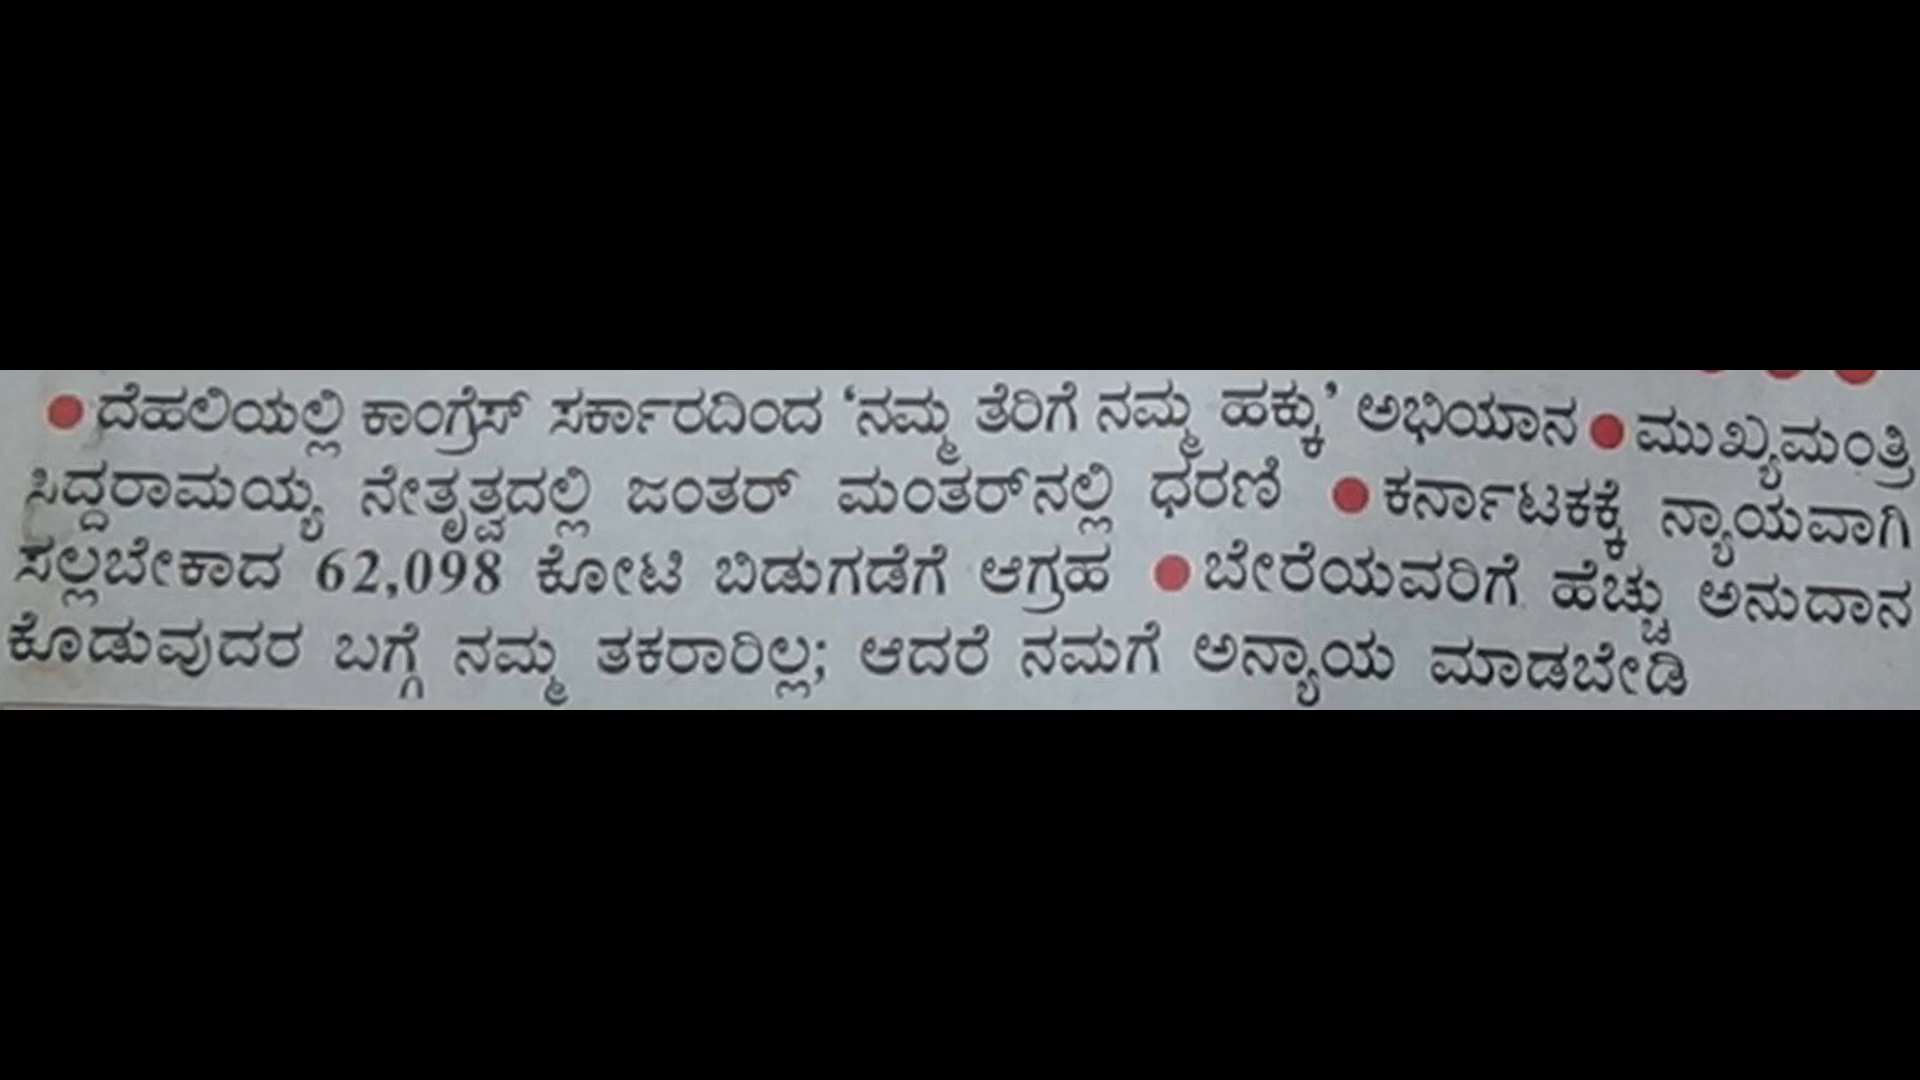 ● ದೆಹಲಿಯಲ್ಲಿ ಕಾಂಗ್ರೆಸ್ ಸರ್ಕಾರದಿಂದ ‘ನಮ್ಮ ತೆರಿಗೆ ನಮ್ಮ ಹಕ್ಕು’ ಅಭಿಯಾನ ● ಮುಖ್ಯಮಂತ್ರಿ
ಸಿದ್ದರಾಮಯ್ಯ ನೇತೃತ್ವದಲ್ಲಿ ಜಂತರ್ ಮಂತರ್‌ನಲ್ಲಿ ಧರಣಿ ● ಕರ್ನಾಟಕಕ್ಕೆ ನ್ಯಾಯವಾಗಿ
ಸಲ್ಲಬೇಕಾದ 62,098 ಕೋಟಿ ಬಿಡುಗಡೆಗೆ ಆಗ್ರಹ ● ಬೇರೆಯವರಿಗೆ ಹೆಚ್ಚು ಅನುದಾನ
ಕೊಡುವುದರ ಬಗ್ಗೆ ನಮ್ಮ ತಕರಾರಿಲ್ಲ; ಆದರೆ ನಮಗೆ ಅನ್ಯಾಯ ಮಾಡಬೇಡಿ